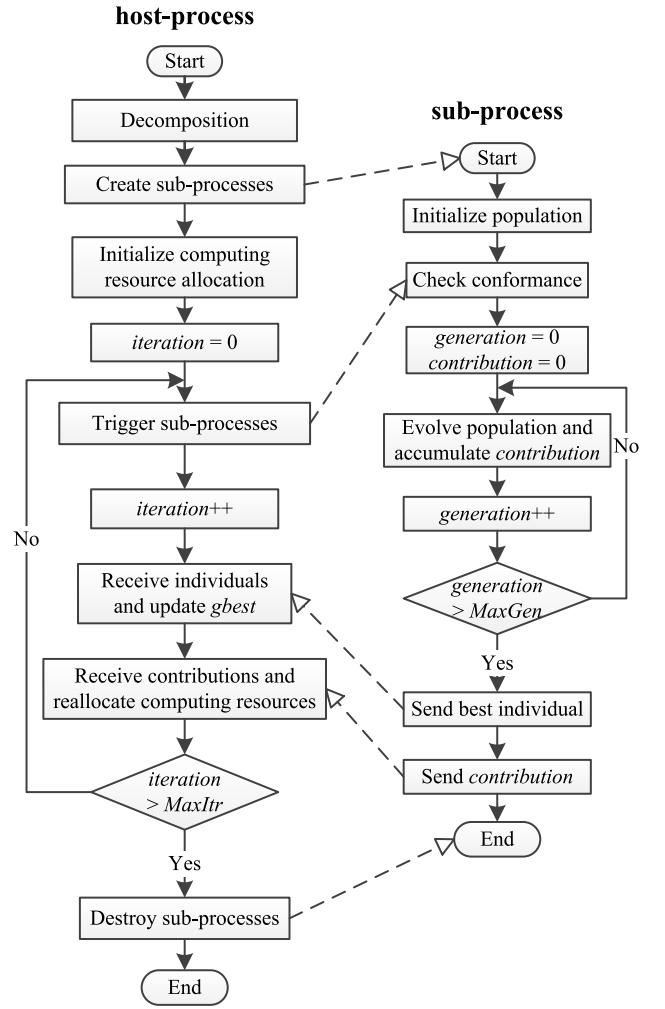 host-process
Start
Decomposition
Create sub-processes
Initialize computing
resource allocation
iteration = 0
Trigger sub-processes
iteration++
No
Receive individuals
and update gbest
Receive contributions and
reallocate computing resources
iteration
> MaxItr
Yes
Destroy sub-processes
End
sub-process
Start
Initialize population
Check conformance
generation = 0
contribution = 0
Evolve population and
accumulate contribution
No
generation++
generation
> MaxGen
Yes
Send best individual
Send contribution
End